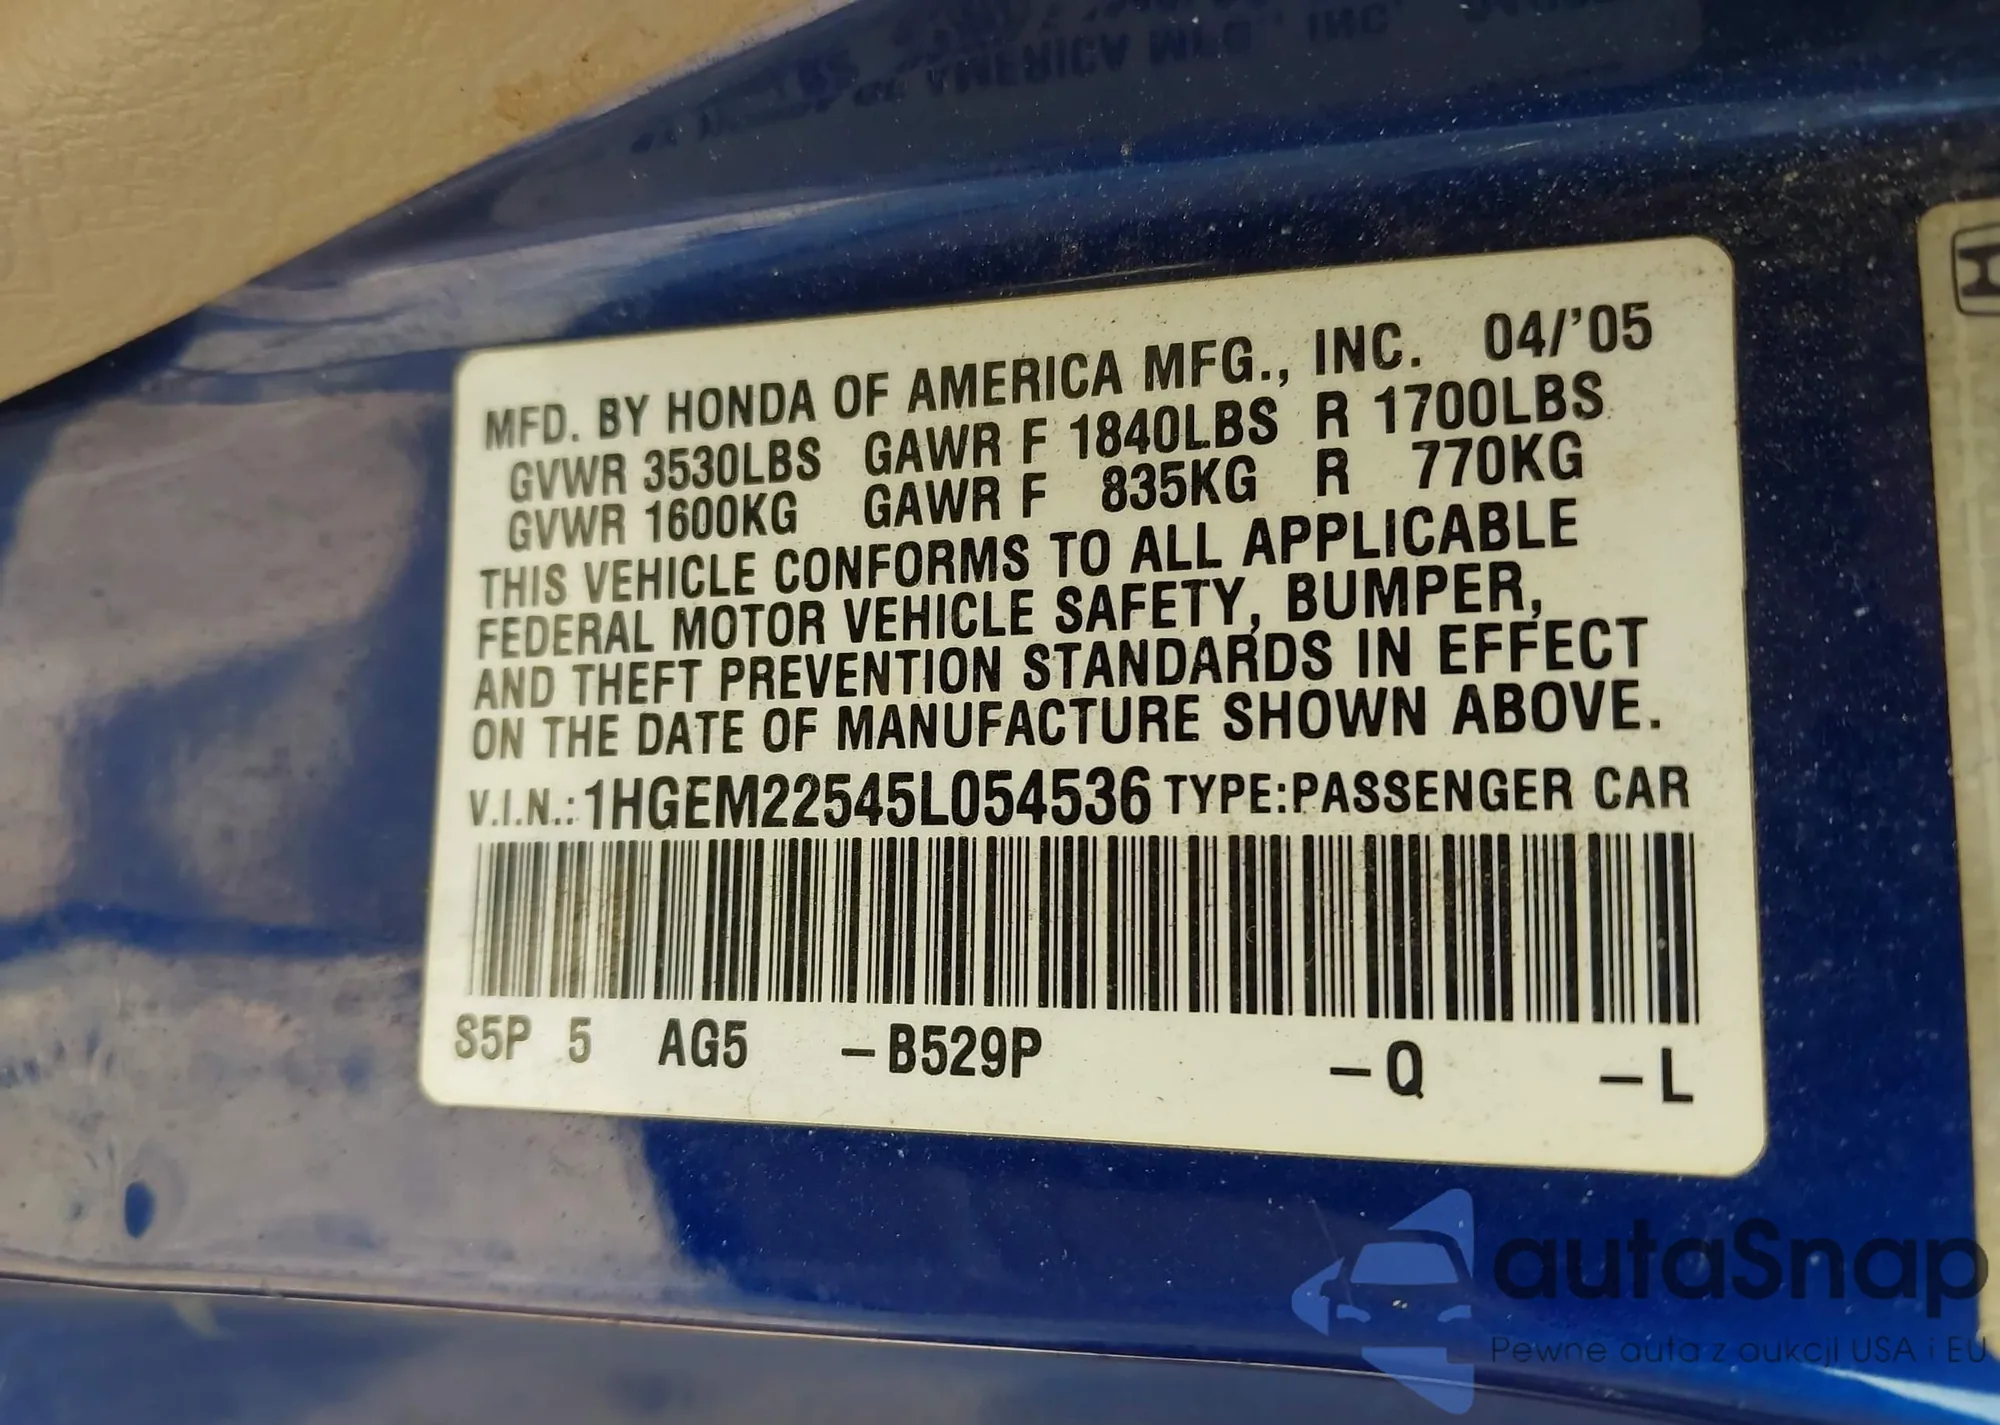 MFD. BY HONDA OF AMERICA MFG., INC. 04/'05
GVWR 3530LBS GAWR F 1840LBS R 1700LBS
GVWR 1600KG GAWR F 835KG R 770KG
THIS VEHICLE CONFORMS TO ALL APPLICABLE
FEDERAL MOTOR VEHICLE SAFETY, BUMPER,
AND THEFT PREVENTION STANDARDS IN EFFECT
ON THE DATE OF MANUFACTURE SHOWN ABOVE.
V.I.N.: 1HGEM22545L054536 TYPE:PASSENGER CAR
S5P 5 AG5 –B529P –Q –L
autaSnap
Pewne auta z aukcji USA i EU